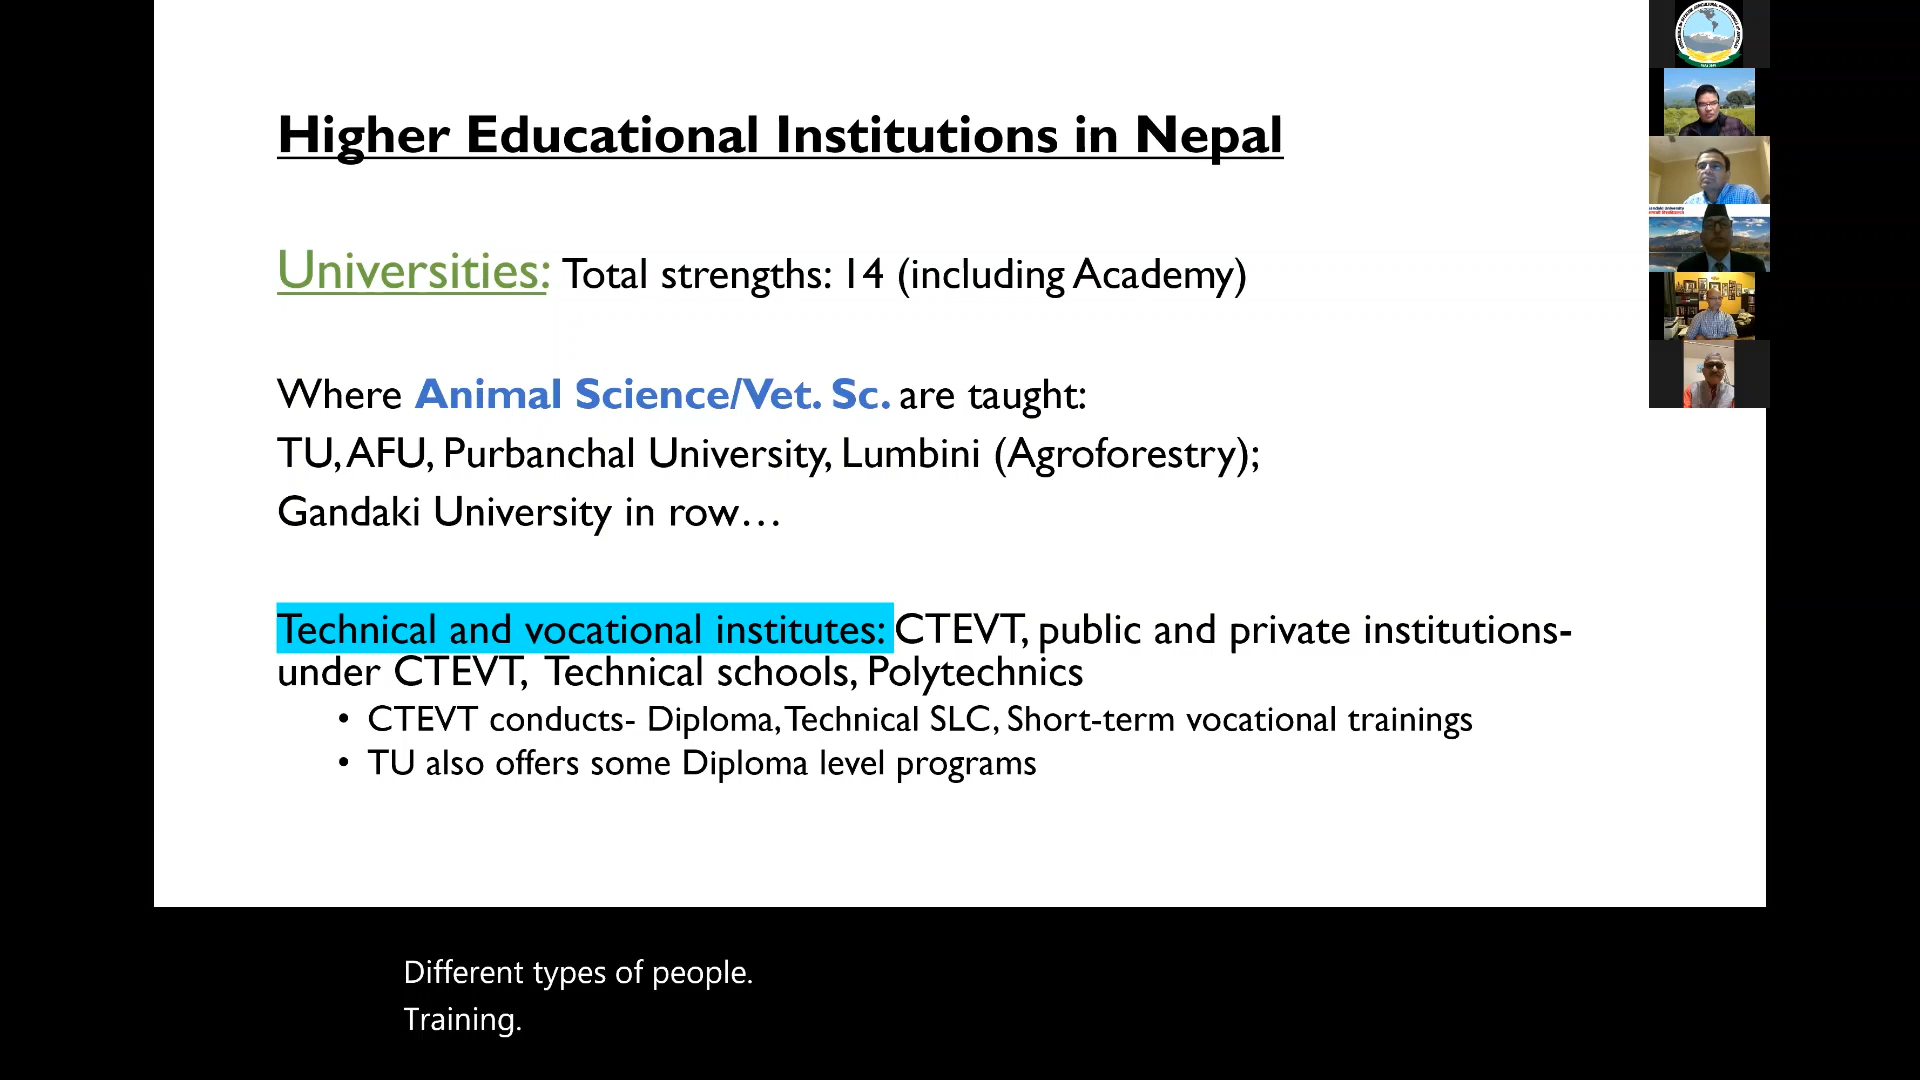 Higher Educational Institutions in Nepal
Universities: Total strengths: 14 (including Academy)
Where Animal Science/Vet. Sc. are taught:
TU, AFU, Purbanchal University, Lumbini (Agroforestry);
Gandaki University in row…
Technical and vocational institutes: CTEVT, public and private institutions-
under CTEVT, Technical schools, Polytechnics
• CTEVT conducts- Diploma, Technical SLC, Short-term vocational trainings
• TU also offers some Diploma level programs
Different types of people.
Training.